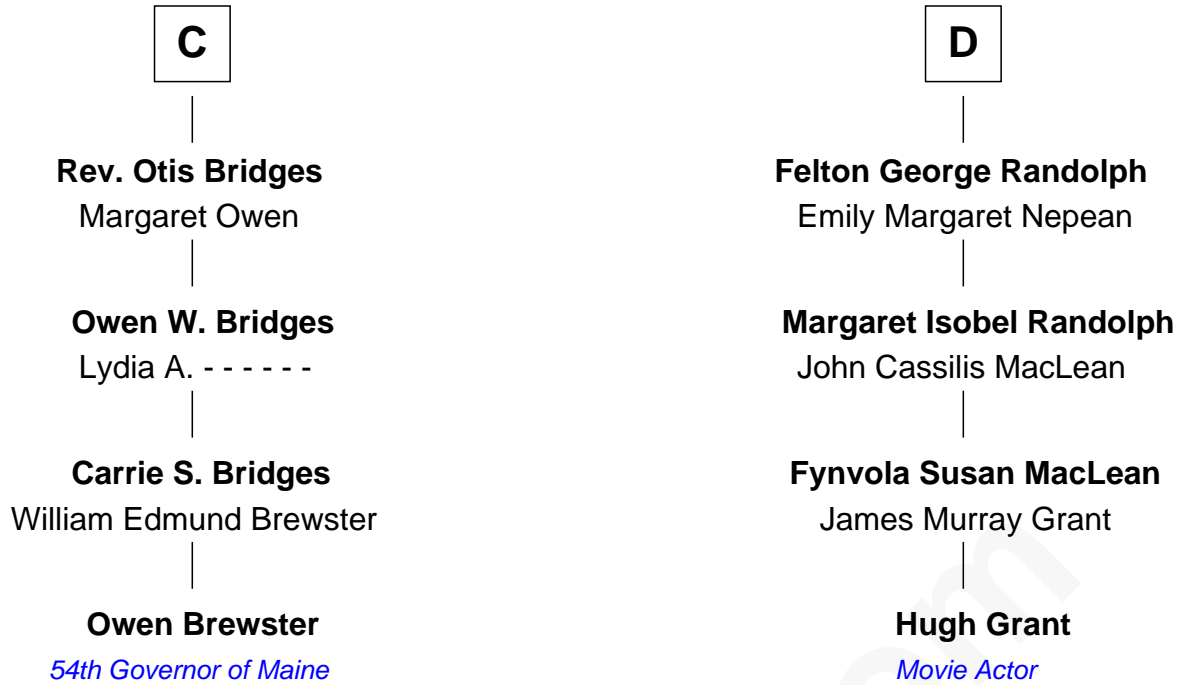 C
Rev. Otis Bridges
Margaret Owen
Owen W. Bridges
Lydia A. - - - - - -
Carrie S. Bridges
William Edmund Brewster
Owen Brewster
54th Governor of Maine
D
Felton George Randolph
Emily Margaret Nepean
Margaret Isobel Randolph
John Cassilis MacLean
Fynvola Susan MacLean
James Murray Grant
Hugh Grant
Movie Actor